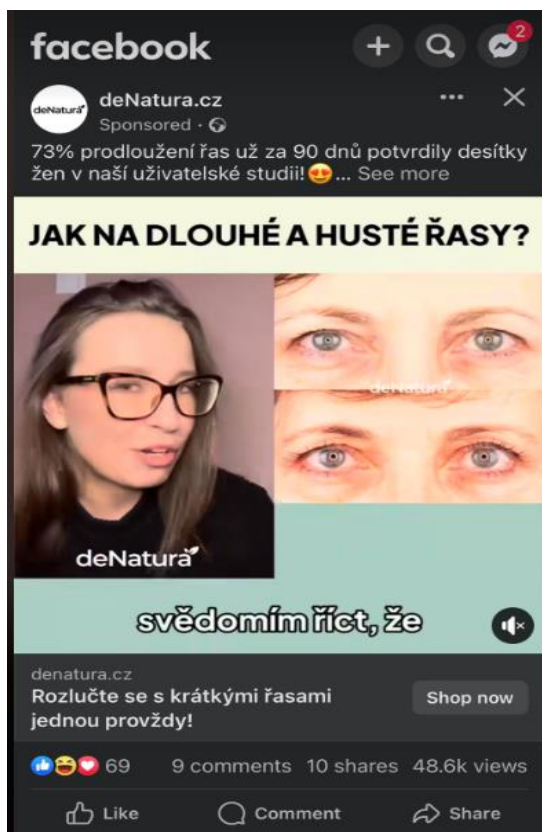 facebook
2
deNatura
deNatura.cz
Sponsored ·
73% prodloužení řas už za 90 dnů potvrdily desítky
žen v naší uživatelské studii!😍... See more
JAK NA DLOUHÉ A HUSTÉ ŘASY?
deNatura
deNatura
svědomím říct, že
denatura.cz
Rozlučte se s krátkými řasami
jednou provždy!
Shop now
69 9 comments 10 shares 48.6k views
Like Comment Share